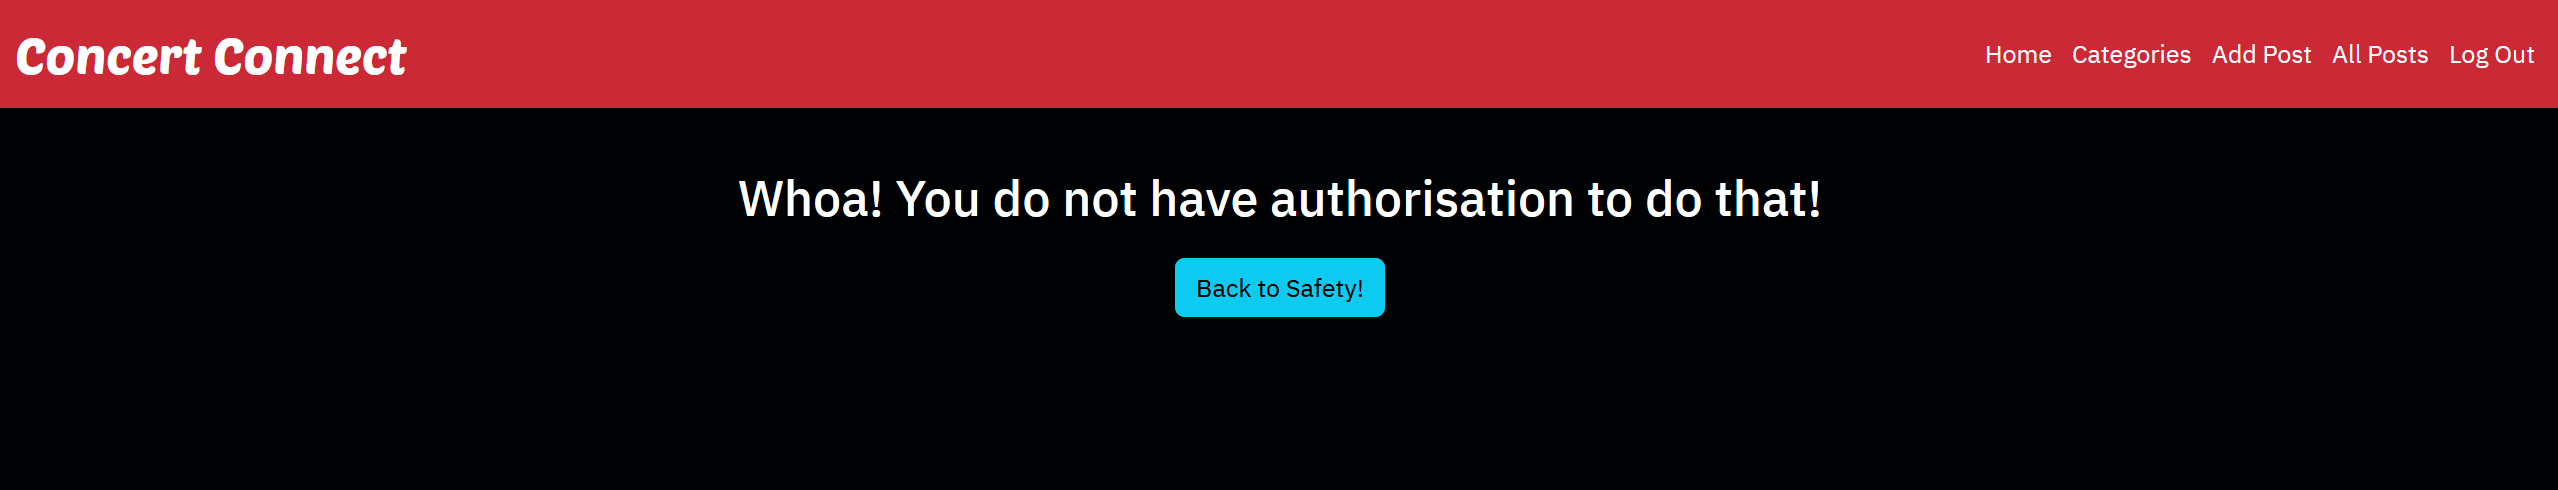 Concert Connect
Home Categories Add Post All Posts Log Out
Whoa! You do not have authorisation to do that!
Back to Safety!